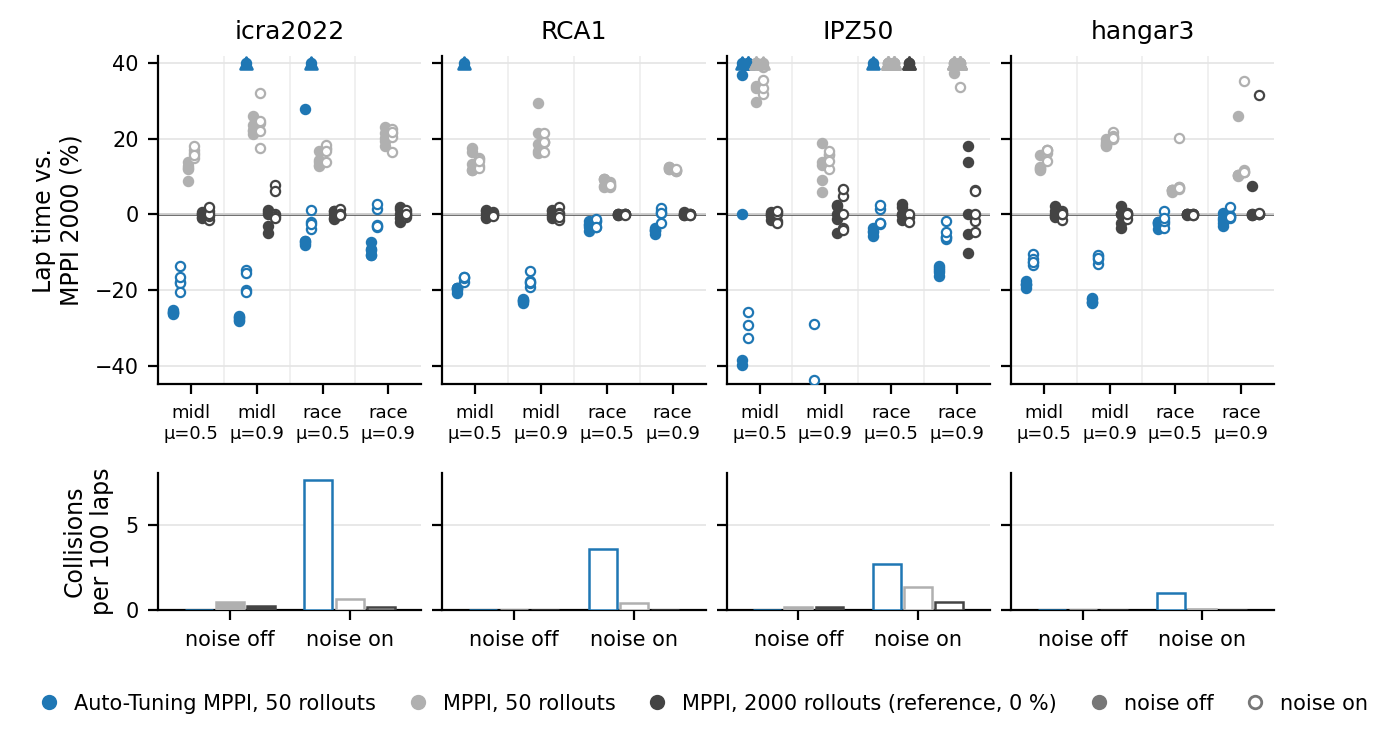 icra2022 RCA1 IPZ50 hangar3
Lap time vs.
MPPI 2000 (%)
40
20
0
−20
−40
midl midl race race midl midl race race midl midl race race midl midl race race
μ=0.5 μ=0.9 μ=0.5 μ=0.9 μ=0.5 μ=0.9 μ=0.5 μ=0.9 μ=0.5 μ=0.9 μ=0.5 μ=0.9 μ=0.5 μ=0.9 μ=0.5 μ=0.9
Collisions
per 100 laps
5
0
noise off noise on noise off noise on noise off noise on noise off noise on
Auto-Tuning MPPI, 50 rollouts MPPI, 50 rollouts MPPI, 2000 rollouts (reference, 0 %) noise off noise on